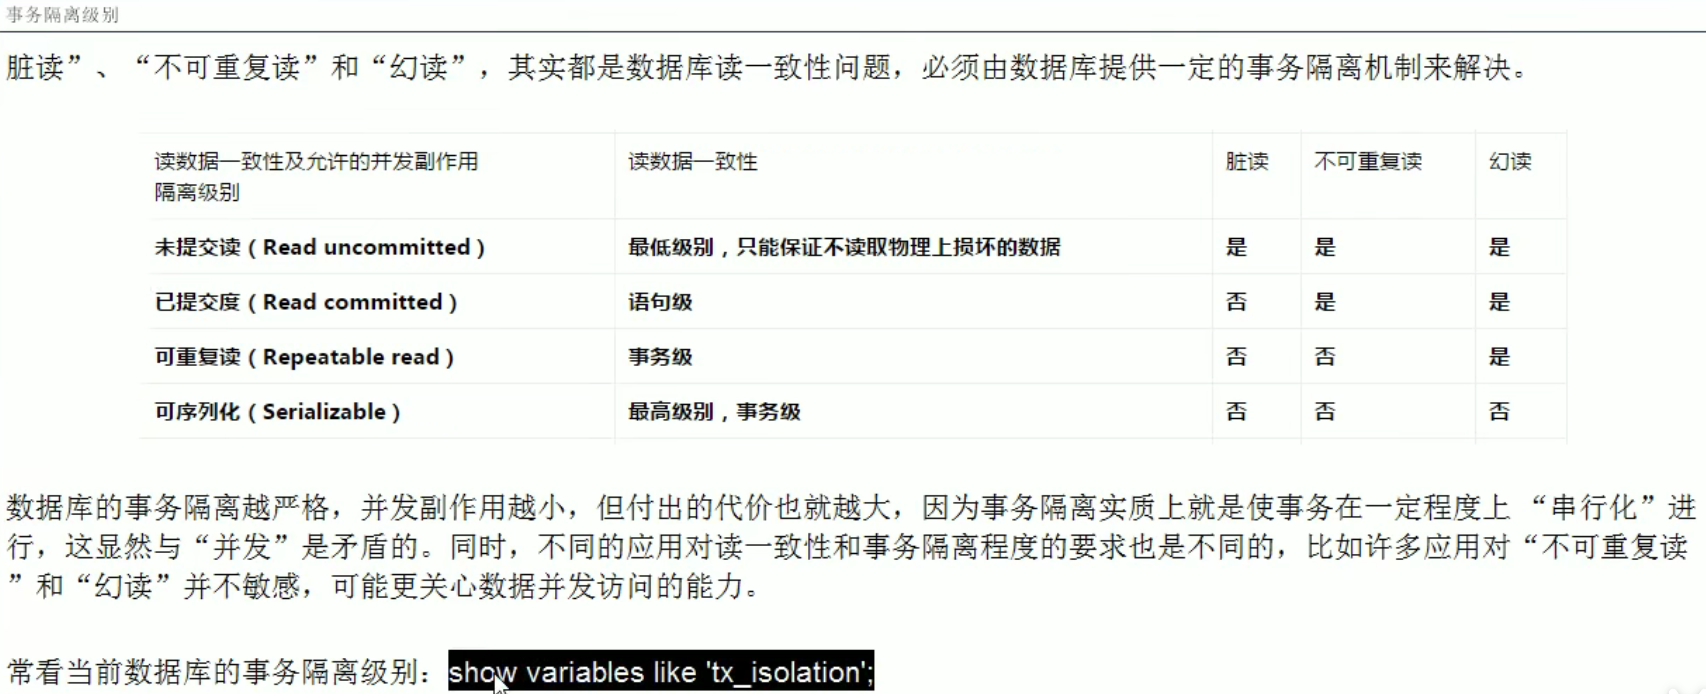 事务隔离级别
脏读”、“不可重复读”和“幻读”，其实都是数据库读一致性问题，必须由数据库提供一定的事务隔离机制来解决。
读数据一致性及允许的并发副作用 读数据一致性 脏读 不可重复读 幻读
隔离级别
未提交读（Read uncommitted） 最低级别，只能保证不读取物理上损坏的数据 是 是 是
已提交度（Read committed） 语句级 否 是 是
可重复读（Repeatable read） 事务级 否 否 是
可序列化（Serializable） 最高级别，事务级 否 否 否
数据库的事务隔离越严格，并发副作用越小，但付出的代价也就越大，因为事务隔离实质上就是使事务在一定程度上 “串行化”进
行，这显然与“并发”是矛盾的。同时，不同的应用对读一致性和事务隔离程度的要求也是不同的，比如许多应用对“不可重复读
”和“幻读”并不敏感，可能更关心数据并发访问的能力。
常看当前数据库的事务隔离级别：show variables like 'tx_isolation';